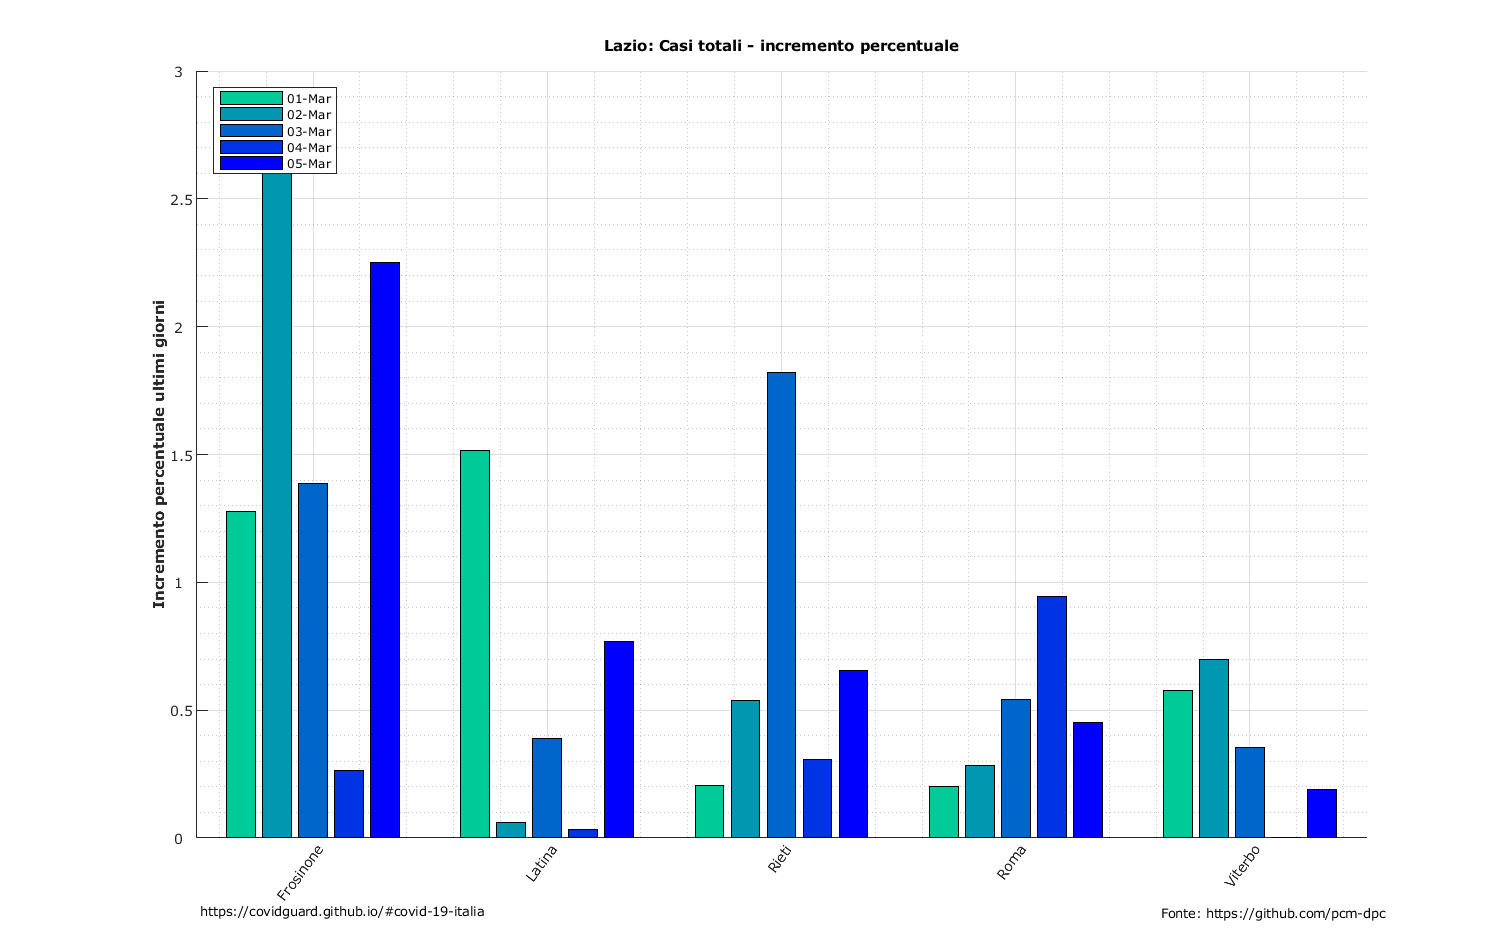 Lazio: Casi totali - incremento percentuale
Incremento percentuale ultimi giorni
3
2.5
2
1.5
1
0.5
0
01-Mar
02-Mar
03-Mar
04-Mar
05-Mar
Frosinone
Latina
Rieti
Roma
Viterbo
https://covidguard.github.io/#covid-19-italia
Fonte: https://github.com/pcm-dpc